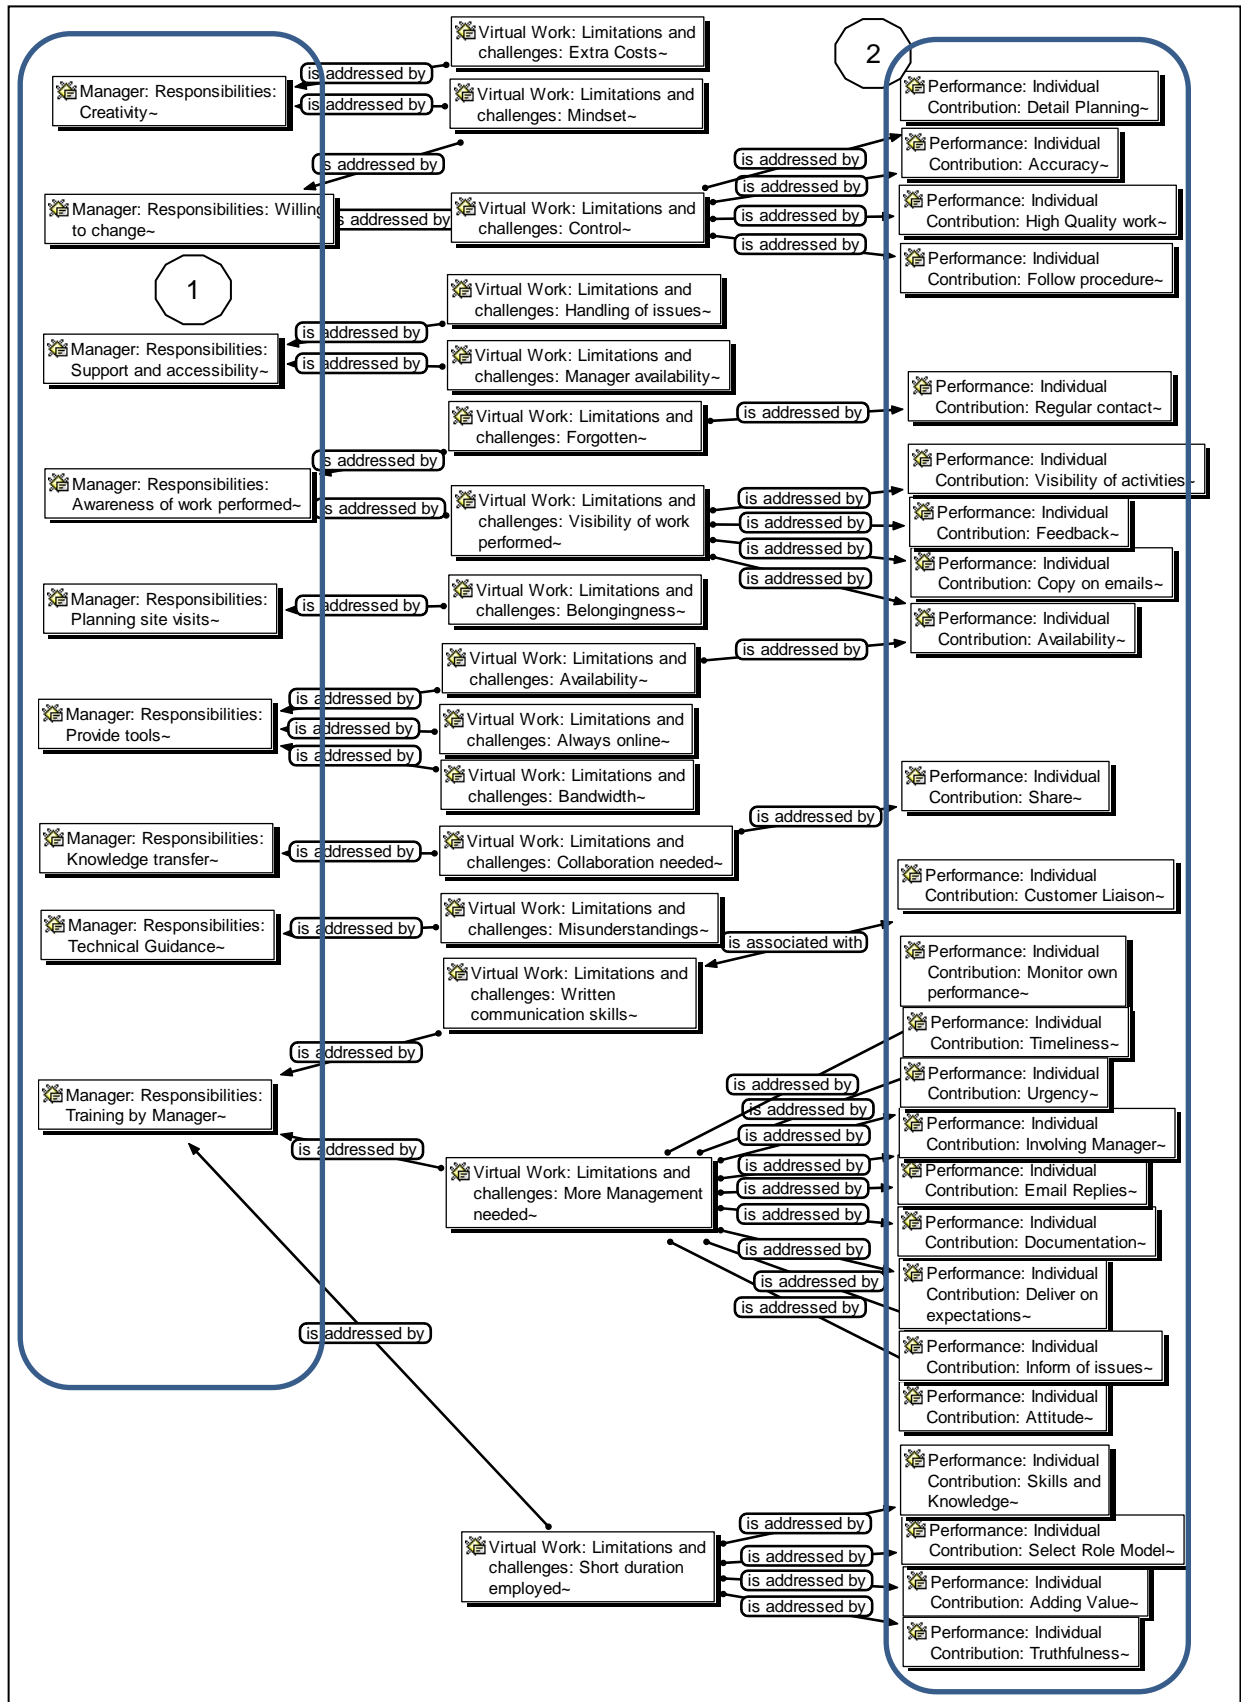 Virtual Work: Limitations and
challenges: Extra Costs~
2
is addressed by
Manager: Responsibilities:
Creativity~
is addressed by
Virtual Work: Limitations and
challenges: Mindset~
Performance: Individual
Contribution: Detail Planning~
is addressed by
is addressed by
Performance: Individual
Contribution: Accuracy~
is addressed by
Manager: Responsibilities: Willing
to change~
is addressed by
Virtual Work: Limitations and
challenges: Control~
is addressed by
Performance: Individual
Contribution: High Quality work~
is addressed by
Performance: Individual
Contribution: Follow procedure~
1
Virtual Work: Limitations and
challenges: Handling of issues~
is addressed by
Manager: Responsibilities:
Support and accessibility~
is addressed by
Virtual Work: Limitations and
challenges: Manager availability~
Performance: Individual
Contribution: Regular contact~
is addressed by
Virtual Work: Limitations and
challenges: Forgotten~
is addressed by
Performance: Individual
Contribution: Visibility of activities~
Manager: Responsibilities:
Awareness of work performed~
is addressed by
Virtual Work: Limitations and
challenges: Visibility of work
performed~
is addressed by
is addressed by
Performance: Individual
Contribution: Feedback~
is addressed by
Performance: Individual
Contribution: Copy on emails~
is addressed by
Manager: Responsibilities:
Planning site visits~
is addressed by
Virtual Work: Limitations and
challenges: Belongingness~
Performance: Individual
Contribution: Availability~
is addressed by
Virtual Work: Limitations and
challenges: Availability~
is addressed by
Manager: Responsibilities:
Provide tools~
is addressed by
Virtual Work: Limitations and
challenges: Always online~
is addressed by
Virtual Work: Limitations and
challenges: Bandwidth~
Performance: Individual
Contribution: Share~
is addressed by
Manager: Responsibilities:
Knowledge transfer~
is addressed by
Virtual Work: Limitations and
challenges: Collaboration needed~
Performance: Individual
Contribution: Customer Liaison~
Manager: Responsibilities:
Technical Guidance~
is addressed by
Virtual Work: Limitations and
challenges: Misunderstandings~
is associated with
Virtual Work: Limitations and
challenges: Written
communication skills~
Performance: Individual
Contribution: Monitor own
performance~
is addressed by
Performance: Individual
Contribution: Timeliness~
Manager: Responsibilities:
Training by Manager~
is addressed by
Performance: Individual
Contribution: Urgency~
is addressed by
is addressed by
Performance: Individual
Contribution: Involving Manager~
is addressed by
Virtual Work: Limitations and
challenges: More Management
needed~
is addressed by
is addressed by
Performance: Individual
Contribution: Email Replies~
is addressed by
Performance: Individual
Contribution: Documentation~
is addressed by
is addressed by
Performance: Individual
Contribution: Deliver on
expectations~
is addressed by
is addressed by
Performance: Individual
Contribution: Inform of issues~
Performance: Individual
Contribution: Attitude~
Performance: Individual
Contribution: Skills and
Knowledge~
is addressed by
Virtual Work: Limitations and
challenges: Short duration
employed~
is addressed by
Performance: Individual
Contribution: Select Role Model~
is addressed by
Performance: Individual
Contribution: Adding Value~
is addressed by
Performance: Individual
Contribution: Truthfulness~